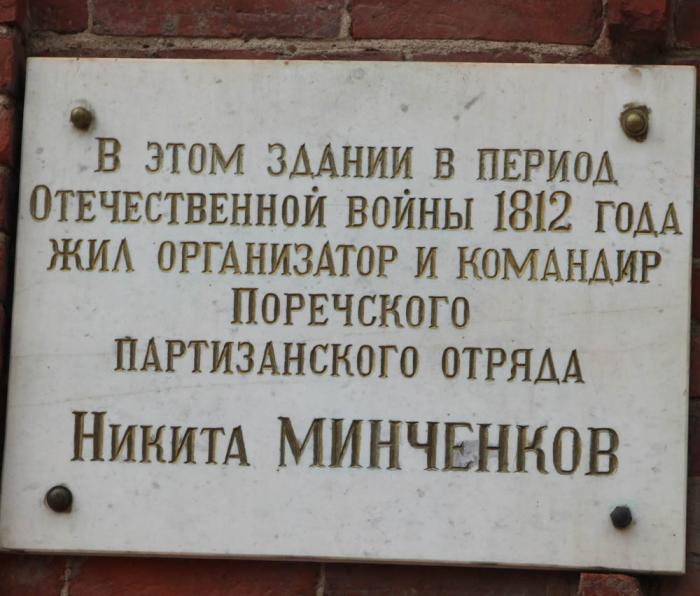 В ЭТОМ ЗДАНИИ В ПЕРИОД
ОТЕЧЕСТВЕННОЙ ВОЙНЫ 1812 ГОДА
ЖИЛ ОРГАНИЗАТОР И КОМАНДИР
ПОРЕЧСКОГО
ПАРТИЗАНСКОГО ОТРЯДА
НИКИТА МИНЧЕНКОВ